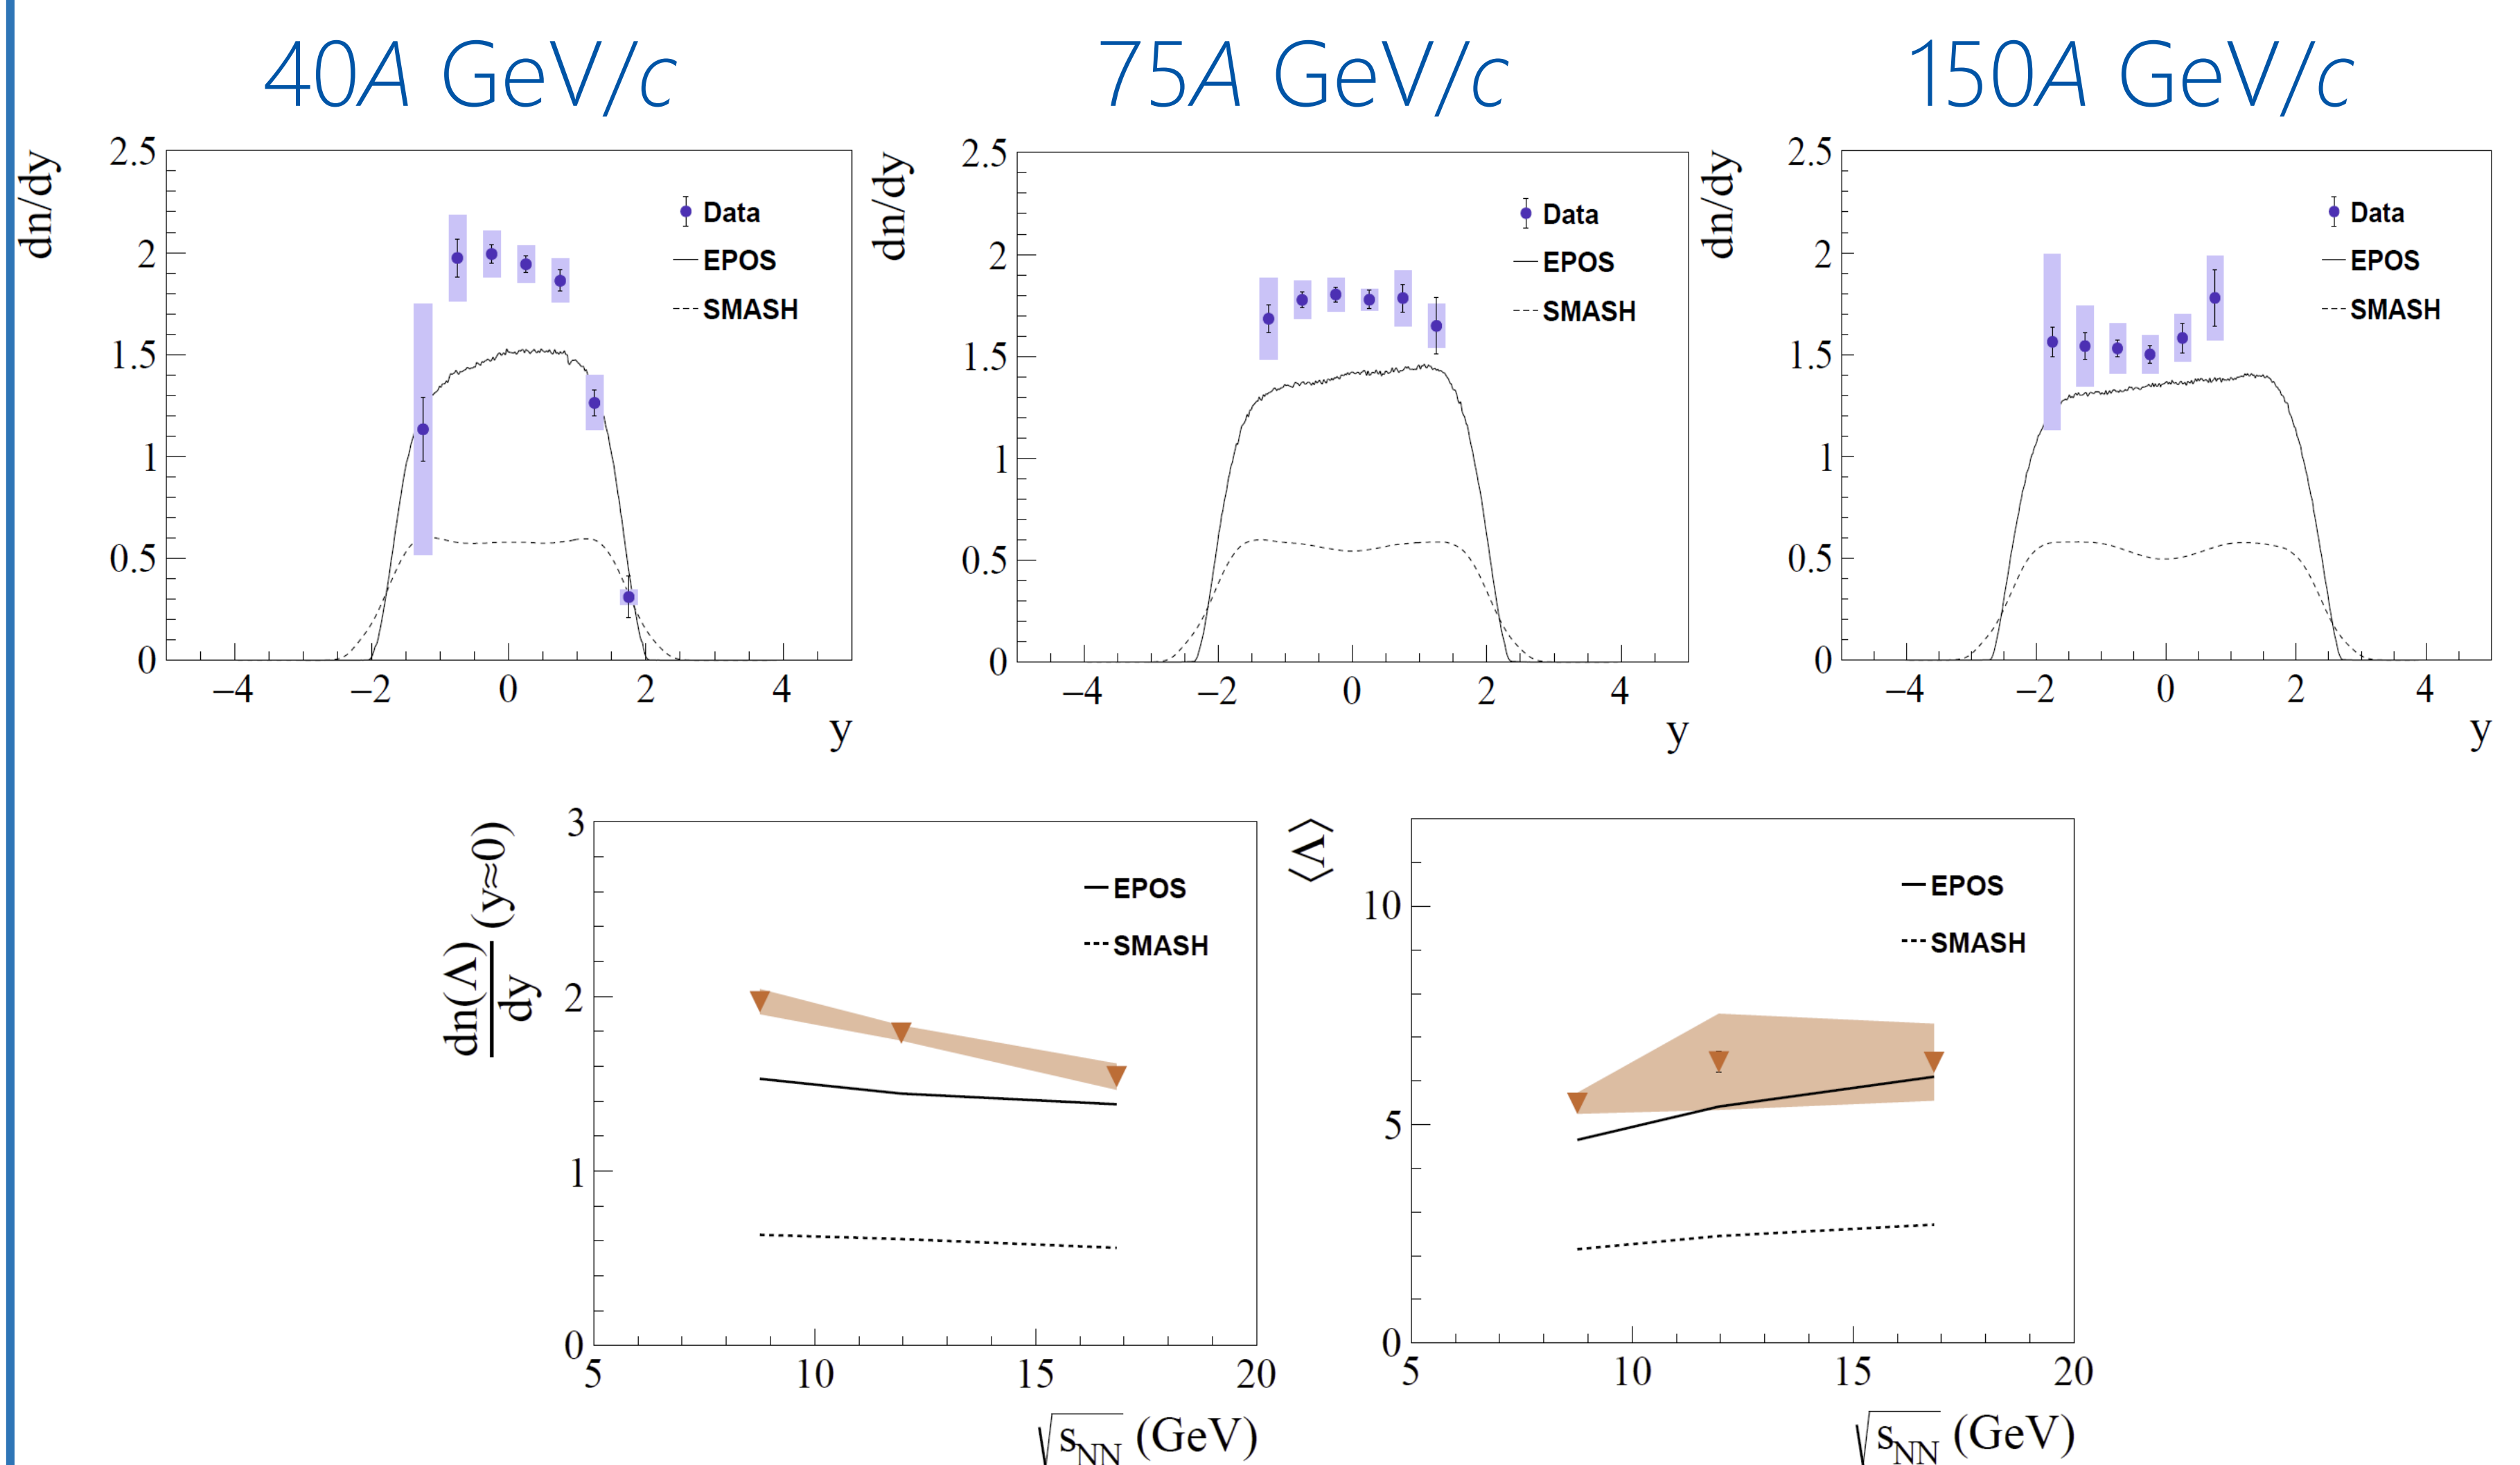 40A GeV/c
75A GeV/c
150A GeV/c
dn/dy
2.5
2
1.5
1
0.5
0
−4
−2
0
2
4
y
Data
EPOS
SMASH
dn/dy
2.5
2
1.5
1
0.5
0
−4
−2
0
2
4
y
Data
EPOS
SMASH
dn/dy
2.5
2
1.5
1
0.5
0
−4
−2
0
2
4
y
Data
EPOS
SMASH
dn(Λ)/dy (y≈0)
3
2
1
0
5
10
15
20
√sNN (GeV)
EPOS
SMASH
⟨Λ⟩
10
5
0
5
10
15
20
√sNN (GeV)
EPOS
SMASH